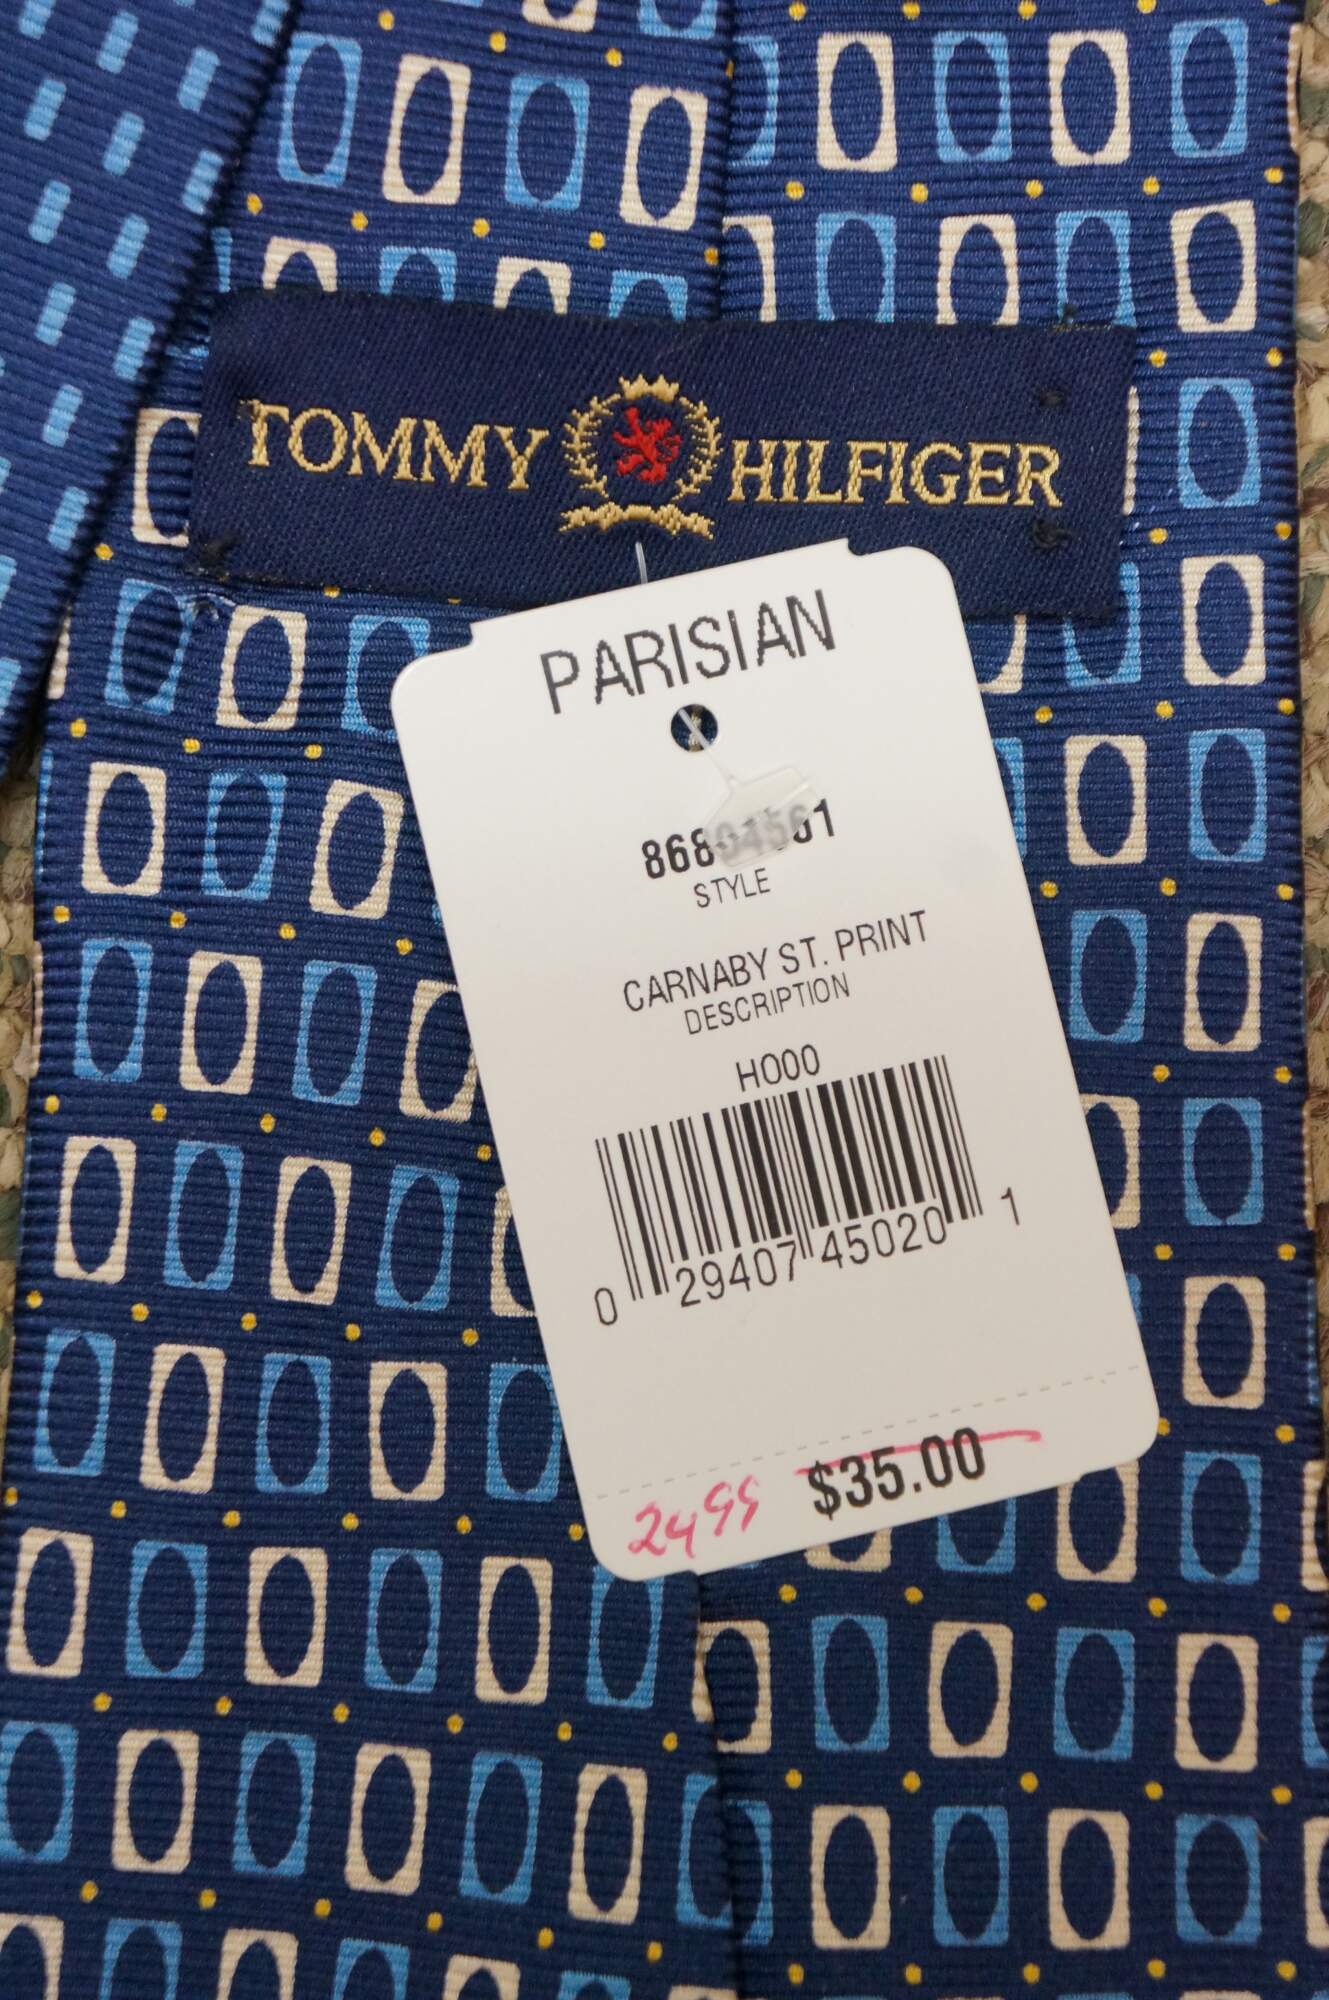 TOMMY HILFIGER
PARISIAN
STYLE
CARNABY ST. PRINT
DESCRIPTION
H000
0 29407 45020 1
2499 $35.00